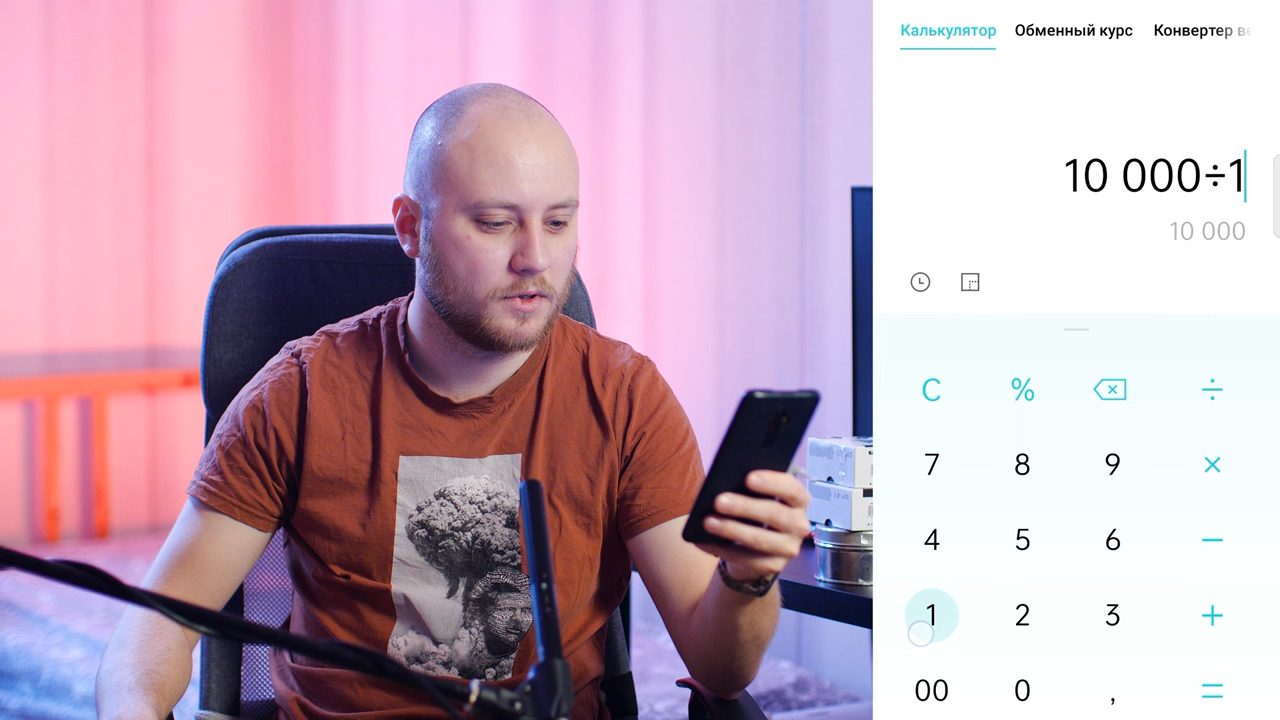 Калькулятор Обменный курс Конвертер ве
10 000÷1
10 000
C % ÷
7 8 9 ×
4 5 6 −
1 2 3 +
00 0 , =